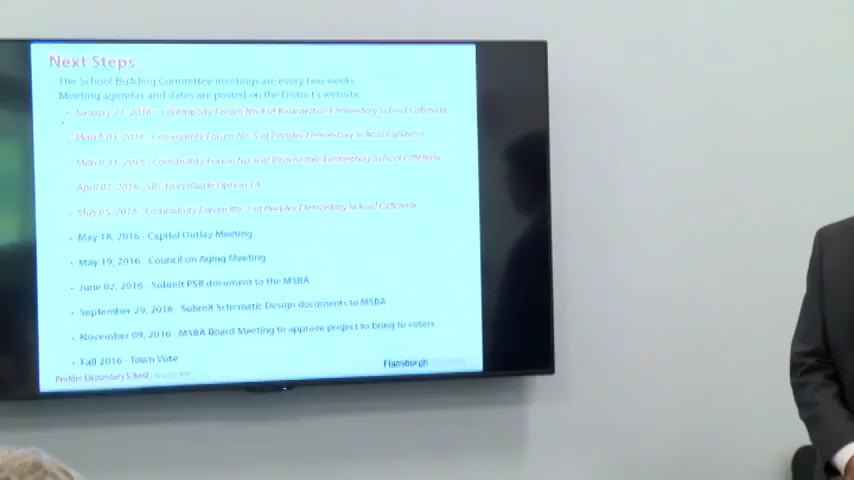 Next Steps
The School Building Committee meetings are every two weeks.
Meeting agendas and dates are posted on the District's website
- January 21, 2016 - Community Forum No. 4 at Bournedale Elementary School Cafeteria
- March 03, 2016 - Community Forum No. 5 at Peebles Elementary School Cafeteria
- March 31, 2016 - Community Forum No. 6 at Bournedale Elementary School Cafeteria
- April 07, 2016 - SBC to evaluate Option
- May 05, 2016 - Community Forum No. 7 at Peebles Elementary School Cafeteria
- May 18, 2016 - Capital Outlay Meeting
- May 19, 2016 - Council on Aging Meeting
- June 02, 2016 - Submit PSR document to the MSBA
- September 29, 2016 - Submit Schematic Design documents to MSBA
- November 09, 2016 - MSBA Board Meeting to approve project to bring to voters
- Fall 2016 - Town Vote
Peebles Elementary School | Bourne, MA
Flansburgh